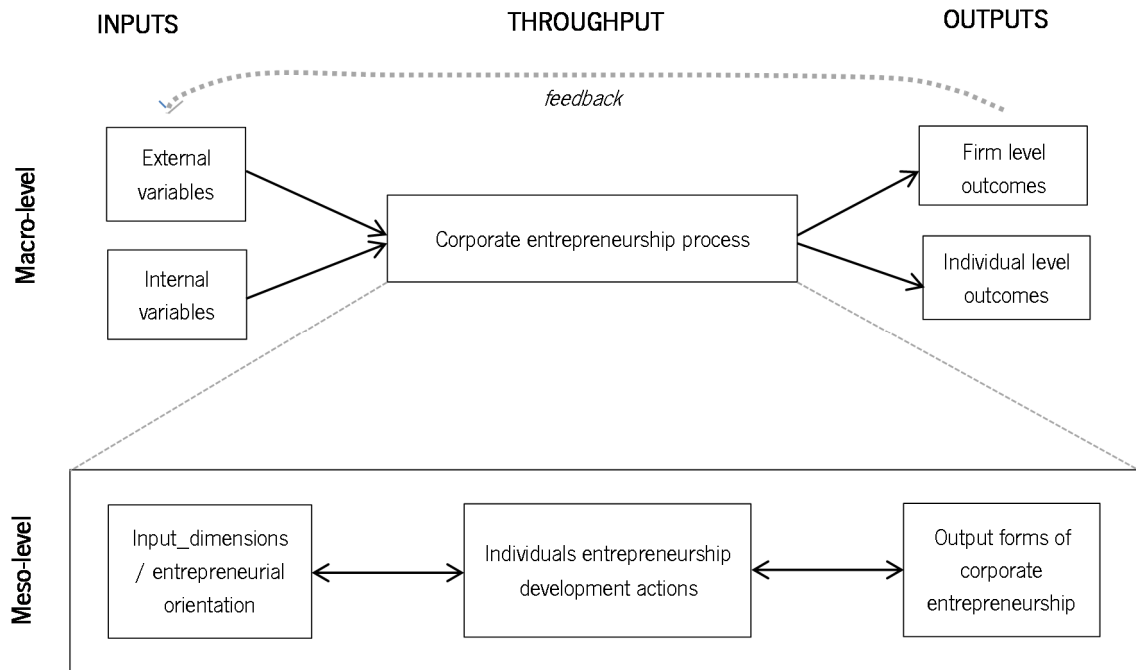 INPUTS
THROUGHPUT
OUTPUTS
feedback
Macro-level
External
variables
Internal
variables
Corporate entrepreneurship process
Firm level
outcomes
Individual level
outcomes
Meso-level
Input_dimensions
/ entrepreneurial
orientation
Individuals entrepreneurship
development actions
Output forms of
corporate
entrepreneurship